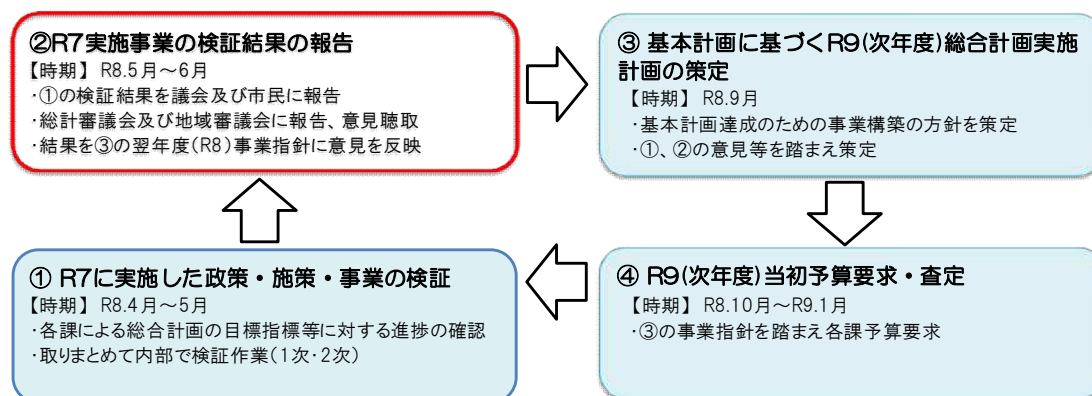 ②R7実施事業の検証結果の報告
【時期】 R8.5月～6月
・①の検証結果を議会及び市民に報告
・総計審議会及び地域審議会に報告、意見聴取
・結果を③の翌年度(R8)事業指針に意見を反映
③ 基本計画に基づくR9(次年度)総合計画実施
計画の策定
【時期】 R8.9月
・基本計画達成のための事業構築の方針を策定
・①、②の意見等を踏まえ策定
① R7に実施した政策・施策・事業の検証
【時期】 R8.4月～5月
・各課による総合計画の目標指標等に対する進捗の確認
・取りまとめて内部で検証作業(1次・2次)
④ R9(次年度)当初予算要求・査定
【時期】 R8.10月～R9.1月
・③の事業指針を踏まえ各課予算要求